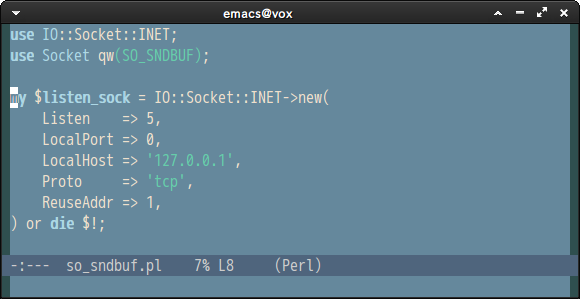 emacs@vox
use IO::Socket::INET;
use Socket qw(SO_SNDBUF);
my $listen_sock = IO::Socket::INET->new(
    Listen    => 5,
    LocalPort => 0,
    LocalHost => '127.0.0.1',
    Proto     => 'tcp',
    ReuseAddr => 1,
) or die $!;
-:---  so_sndbuf.pl    7% L8     (Perl)